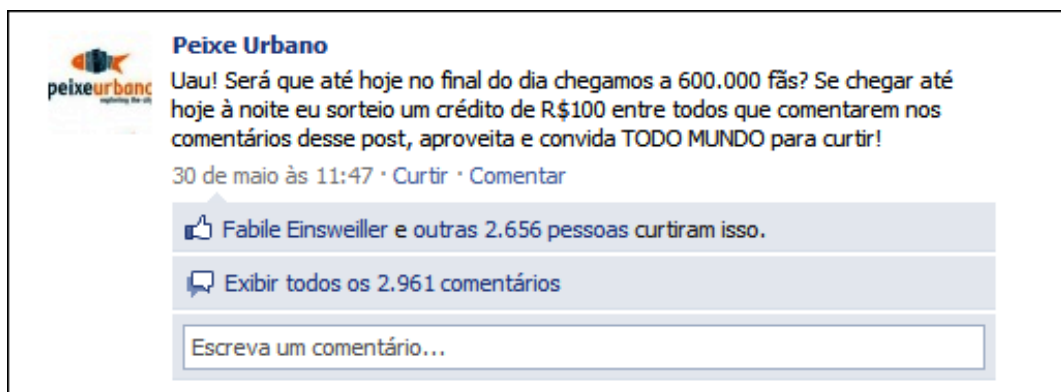 Peixe Urbano
peixeurbano
Uau! Será que até hoje no final do dia chegamos a 600.000 fãs? Se chegar até
hoje à noite eu sorteio um crédito de R$100 entre todos que comentarem nos
comentários desse post, aproveita e convida TODO MUNDO para curtir!
30 de maio às 11:47 · Curtir · Comentar
Fabile Einsweiller e outras 2.656 pessoas curtiram isso.
Exibir todos os 2.961 comentários
Escreva um comentário...